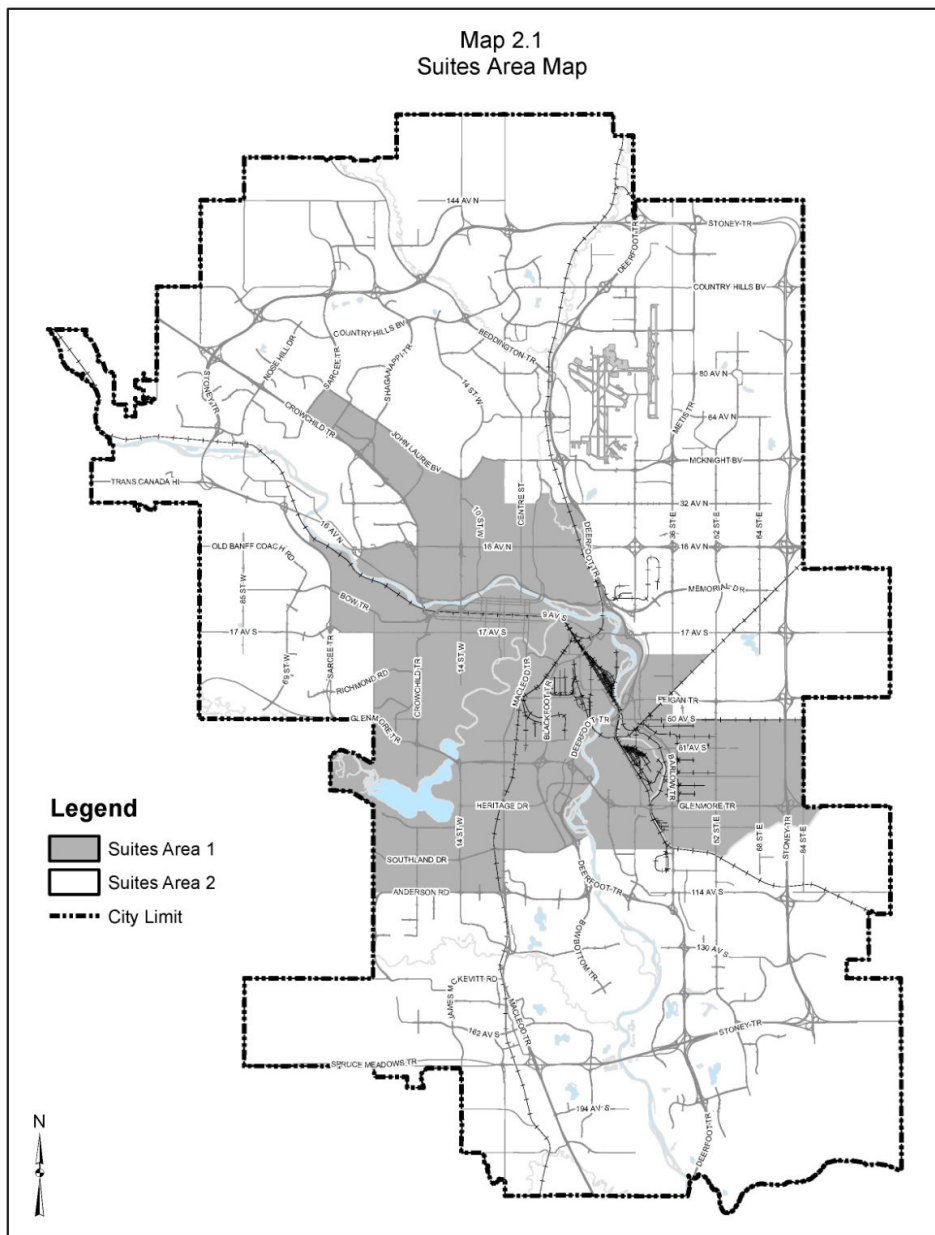 Map 2.1
Suites Area Map
144 AV N
STONEY TR
DEERFOOT TR
COUNTRY HILLS BV
COUNTRY HILLS BV
BEDDINGTON TR
NOSE HILL DR
SARCEE TR
SHAGANAPPI TR
14 ST W
80 AV N
STONEY TR
CROWCHILD TR
METIS TR
64 AV N
JOHN LAURIE BV
MCKNIGHT BV
TRANS CANADA HI
CENTRE ST
32 AV N
10 ST W
16 AV N
DEERFOOT TR
36 ST E
52 ST E
64 ST E
16 AV N
16 AV N
OLD BANFF COACH RD
85 ST W
BOW TR
MEMORIAL DR
9 AV S
17 AV S
17 AV S
17 AV S
69 ST W
SARCEE TR
RICHMOND RD
CROWCHILD TR
14 ST W
MACLEOD TR
BLACKFOOT TR
PEIGAN TR
GLENMORE TR
DEERFOOT TR
50 AV S
61 AV S
BARLOW TR
HERITAGE DR
GLENMORE TR
Legend
Suites Area 1
Suites Area 2
City Limit
14 ST W
52 ST E
68 ST E
STONEY TR
84 ST E
SOUTHLAND DR
ANDERSON RD
DEERFOOT TR
114 AV S
BOWBOTTOM TR
130 AV S
JAMES MCKEVITT RD
MACLEOD TR
162 AV S
STONEY TR
SPRUCE MEADOWS TR
194 AV S
DEERFOOT TR
N